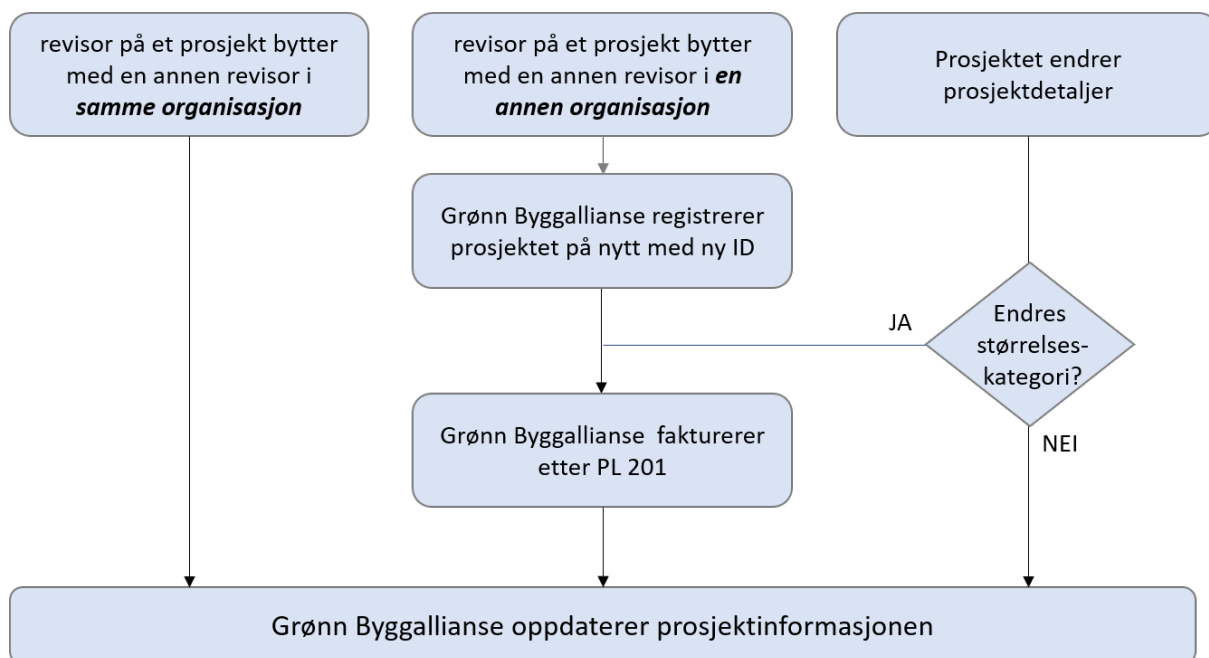 revisor på et prosjekt bytter
med en annen revisor i
samme organisasjon
revisor på et prosjekt bytter
med en annen revisor i en
annen organisasjon
Prosjektet endrer
prosjektdetaljer
Grønn Byggallianse registrerer
prosjektet på nytt med ny ID
JA
Endres
størrelses-
kategori?
Grønn Byggallianse fakturerer
etter PL 201
NEI
Grønn Byggallianse oppdaterer prosjektinformasjonen